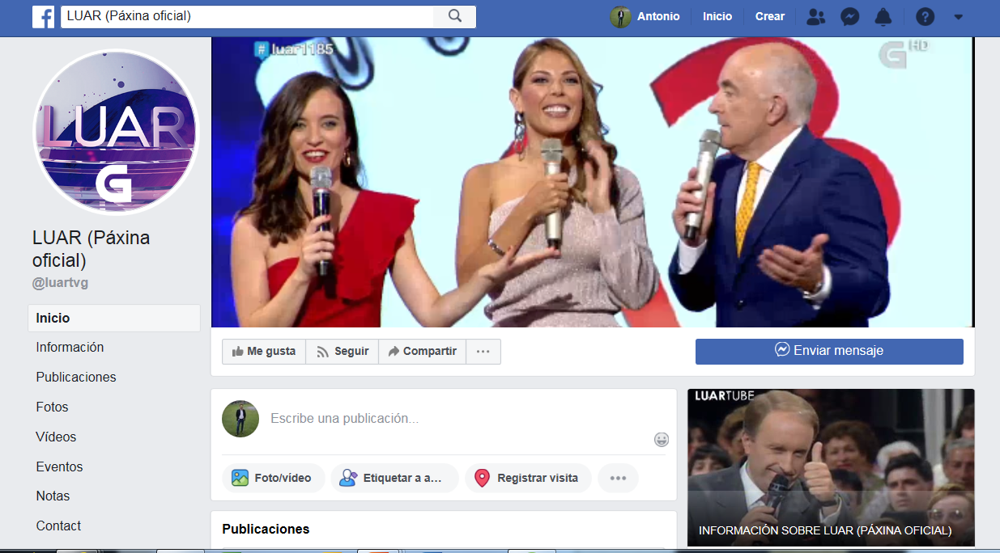 LUAR (Páxina oficial)
Antonio
Inicio
Crear
#luar1185
G HD
LUAR
G
LUAR (Páxina
oficial)
@luartvg
Inicio
Información
Publicaciones
Fotos
Vídeos
Eventos
Notas
Contact
Me gusta
Seguir
Compartir
...
Enviar mensaje
Escribe una publicación...
Foto/vídeo
Etiquetar a a...
Registrar visita
...
Publicaciones
LUARTUBE
INFORMACIÓN SOBRE LUAR (PÁXINA OFICIAL)